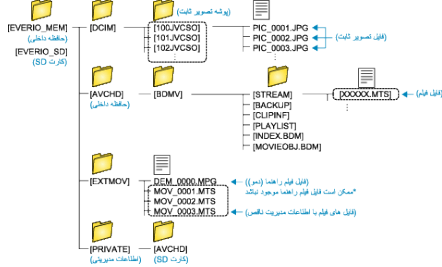 [EVERIO_MEM]
(حافظه داخلی)
[EVERIO_SD]
(کارت SD)
[DCIM]
[100JVCSO]
[101JVCSO]
[102JVCSO]
(پوشه تصویر ثابت)
PIC_0001.JPG
PIC_0002.JPG
PIC_0003.JPG
(فایل تصویر ثابت)
[AVCHD]
(حافظه داخلی)
[BDMV]
[STREAM]
[BACKUP]
[CLIPINF]
[PLAYLIST]
[INDEX.BDM]
[MOVIEOBJ.BDM]
[XXXXX.MTS]
(فایل فیلم)
[EXTMOV]
DEM_0000.MPG
MOV_0001.MTS
MOV_0002.MTS
MOV_0003.MTS
(فایل فیلم راهنما (دمو))
*ممکن است فایل فیلم راهنما موجود نباشد
(فایل های فیلم با اطلاعات مدیریت ناقص)
[PRIVATE]
(اطلاعات مدیریتی)
[AVCHD]
(کارت SD)